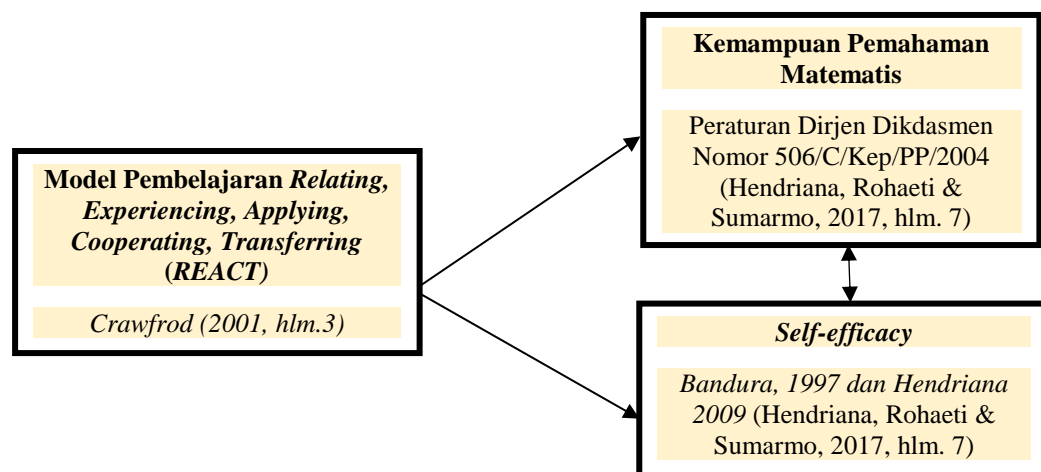 Model Pembelajaran Relating,
Experiencing, Applying,
Cooperating, Transferring
(REACT)
Crawfrod (2001, hlm.3)
Kemampuan Pemahaman
Matematis
Peraturan Dirjen Dikdasmen
Nomor 506/C/Kep/PP/2004
(Hendriana, Rohaeti &
Sumarmo, 2017, hlm. 7)
Self-efficacy
Bandura, 1997 dan Hendriana
2009 (Hendriana, Rohaeti &
Sumarmo, 2017, hlm. 7)